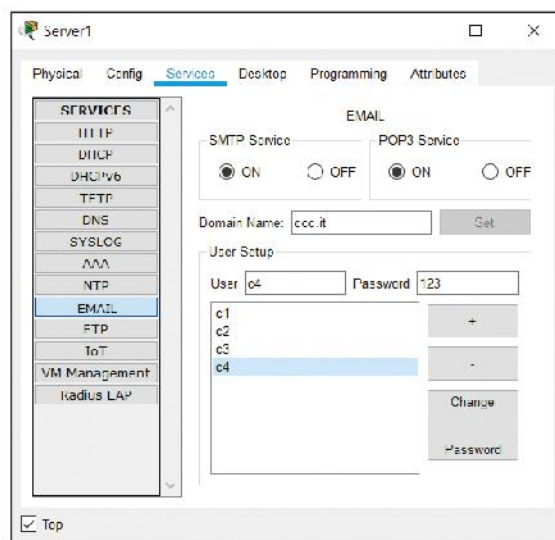 Server1
Physical Config Services Desktop Programming Attributes
SERVICES
HTTP
DHCP
DHCPv6
TFTP
DNS
SYSLOG
AAA
NTP
EMAIL
FTP
IoT
VM Management
Radius EAP
EMAIL
SMTP Service
ON OFF
POP3 Service
ON OFF
Domain Name: ccc.it Set
User Setup
User c4 Password 123
c1
c2
c3
c4
+
-
Change
Password
Top